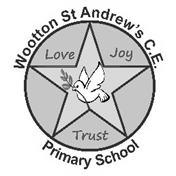 Wootton St Andrew's C.E.
Love
Joy
Trust
Primary School